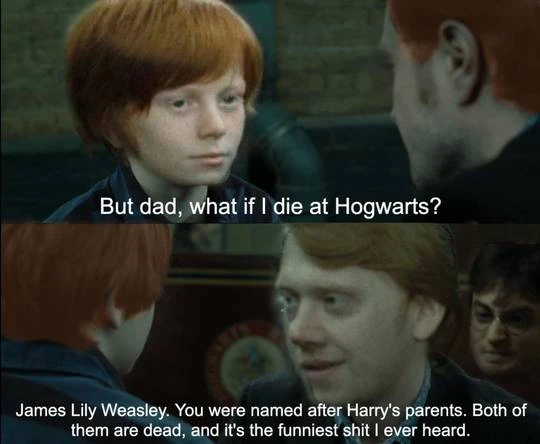 But dad, what if I die at Hogwarts?
James Lily Weasley. You were named after Harry's parents. Both of
them are dead, and it's the funniest shit I ever heard.